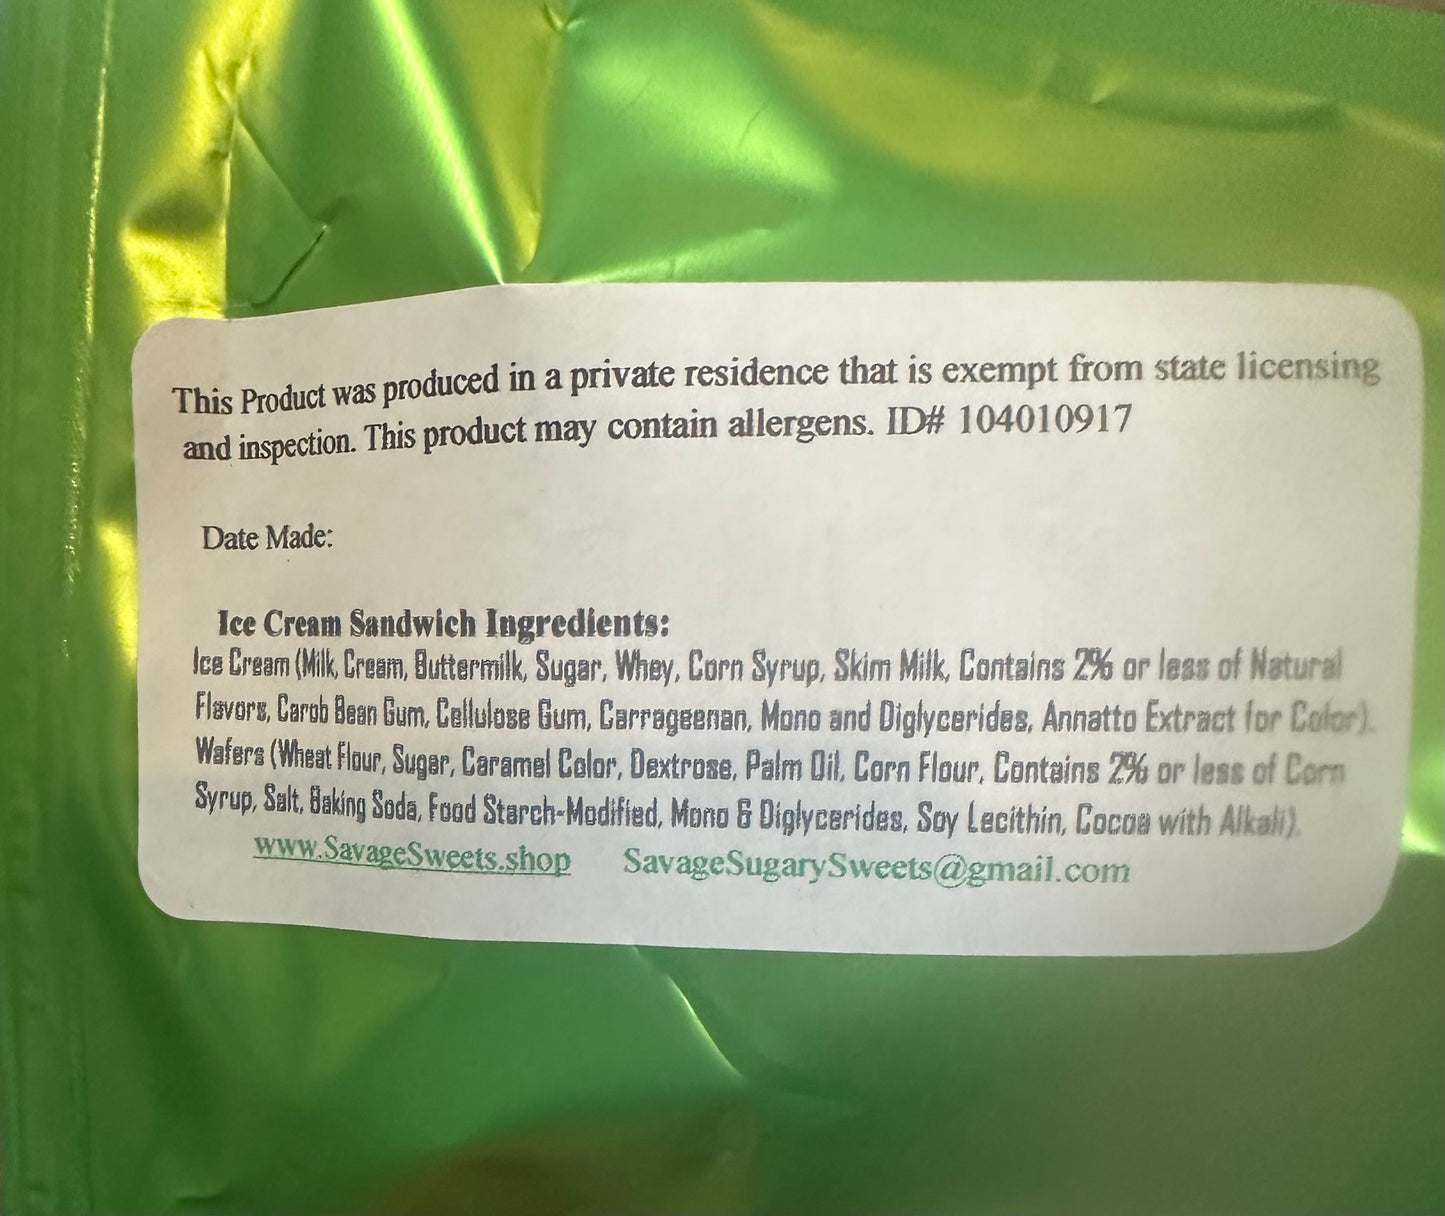 This Product was produced in a private residence that is exempt from state licensing
and inspection. This product may contain allergens. ID# 104010917
Date Made:
Ice Cream Sandwich Ingredients:
Ice Cream (Milk, Cream, Buttermilk, Sugar, Whey, Corn Syrup, Skim Milk, Contains 2% or less of Natural
Flavors, Carob Bean Gum, Cellulose Gum, Carrageenan, Mono and Diglycerides, Annatto Extract for Color).
Wafers (Wheat Flour, Sugar, Caramel Color, Dextrose, Palm Oil, Corn Flour, Contains 2% or less of Corn
Syrup, Salt, Baking Soda, Food Starch-Modified, Mono & Diglycerides, Soy Lecithin, Cocoa with Alkali).
www.SavageSweets.shop SavageSugarySweets@gmail.com